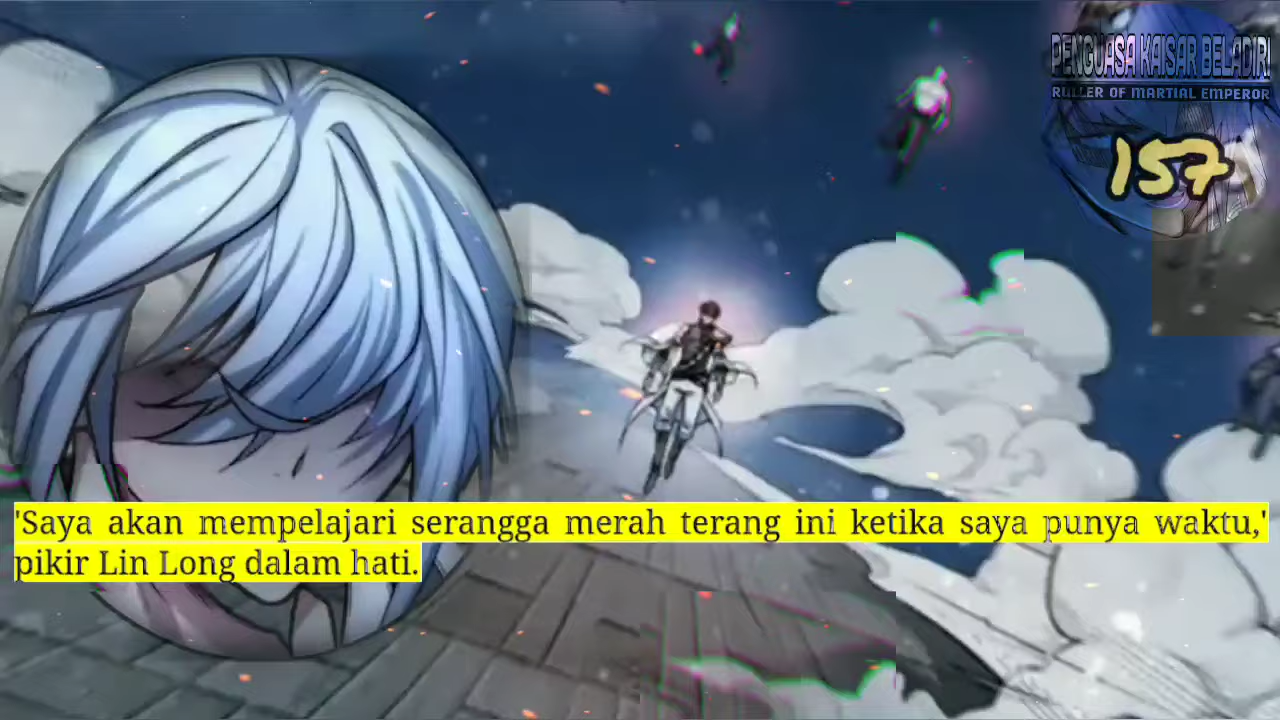 PENGUASA KAISAR BELADIRI
RULLER OF MARTIAL EMPEROR
157
'Saya akan mempelajari serangga merah terang ini ketika saya punya waktu,'
pikir Lin Long dalam hati.